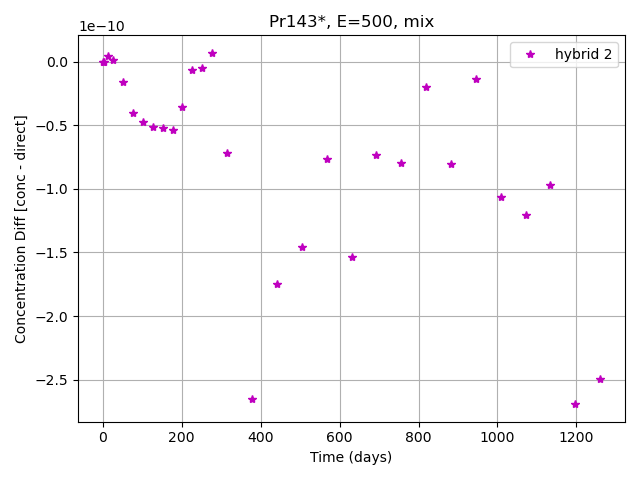 Pr143*, E=500, mix
1e−10
hybrid 2
0.0
−0.5
−1.0
−1.5
−2.0
−2.5
Concentration Diff [conc - direct]
0 200 400 600 800 1000 1200
Time (days)